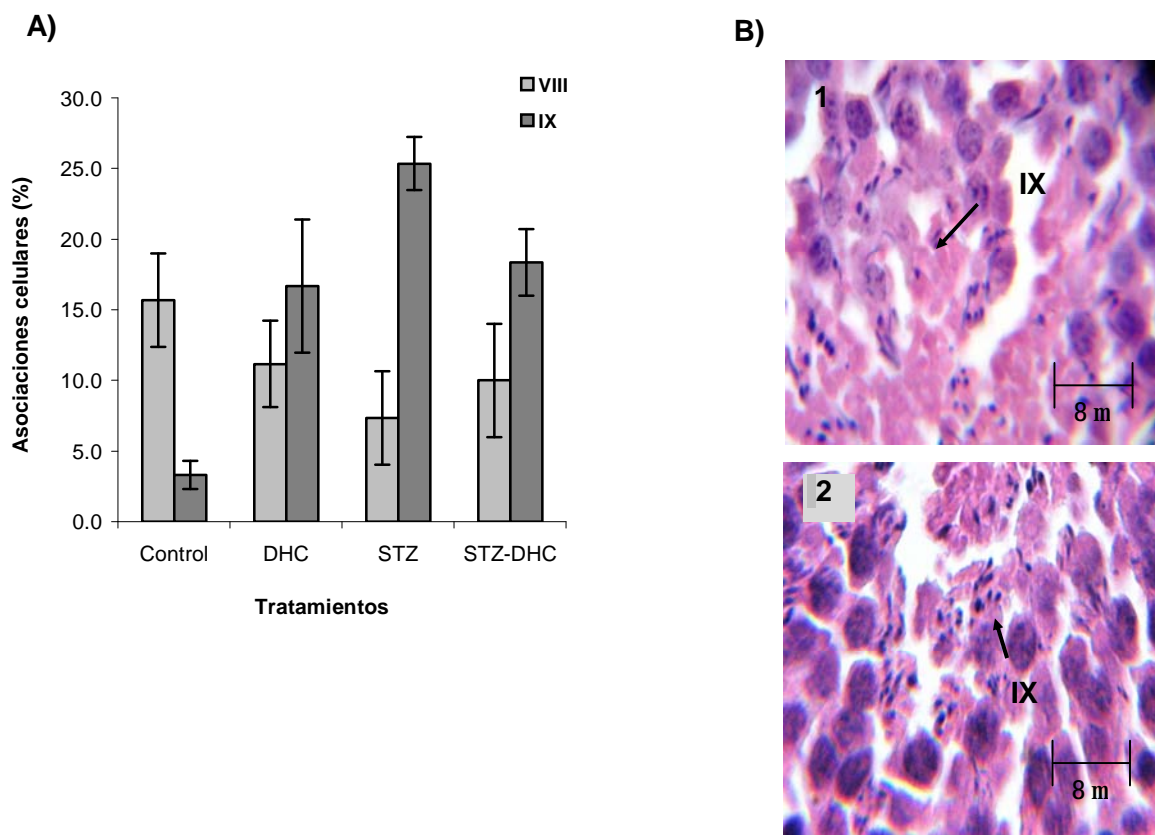 A)
VIII
IX
30.0
25.0
20.0
15.0
10.0
5.0
0.0
Asociaciones celulares (%)
Control DHC STZ STZ-DHC
Tratamientos
B)
1
IX
8 m
2
IX
8 m